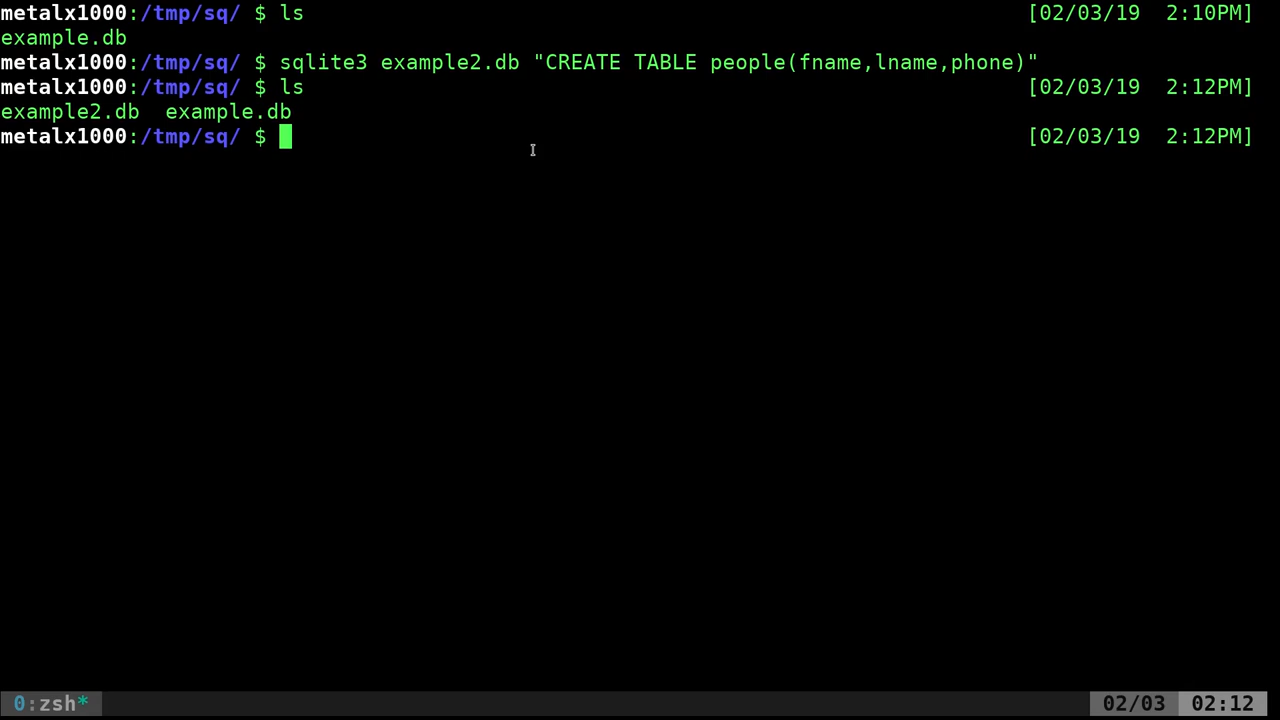 metalx1000:/tmp/sq/ $ ls [02/03/19  2:10PM]
example.db
metalx1000:/tmp/sq/ $ sqlite3 example2.db "CREATE TABLE people(fname,lname,phone)"
metalx1000:/tmp/sq/ $ ls [02/03/19  2:12PM]
example2.db  example.db
metalx1000:/tmp/sq/ $ [02/03/19  2:12PM]
0:zsh* 02/03 02:12